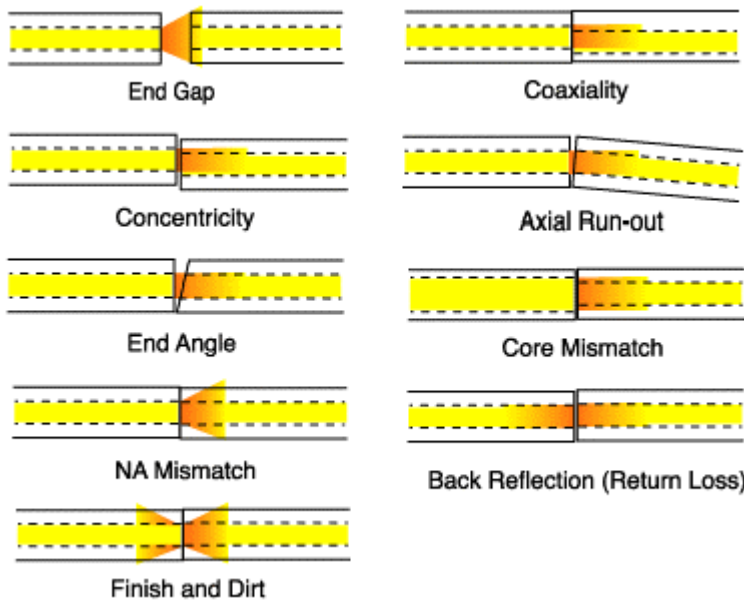 End Gap
Coaxiality
Concentricity
Axial Run-out
End Angle
Core Mismatch
NA Mismatch
Back Reflection (Return Loss)
Finish and Dirt